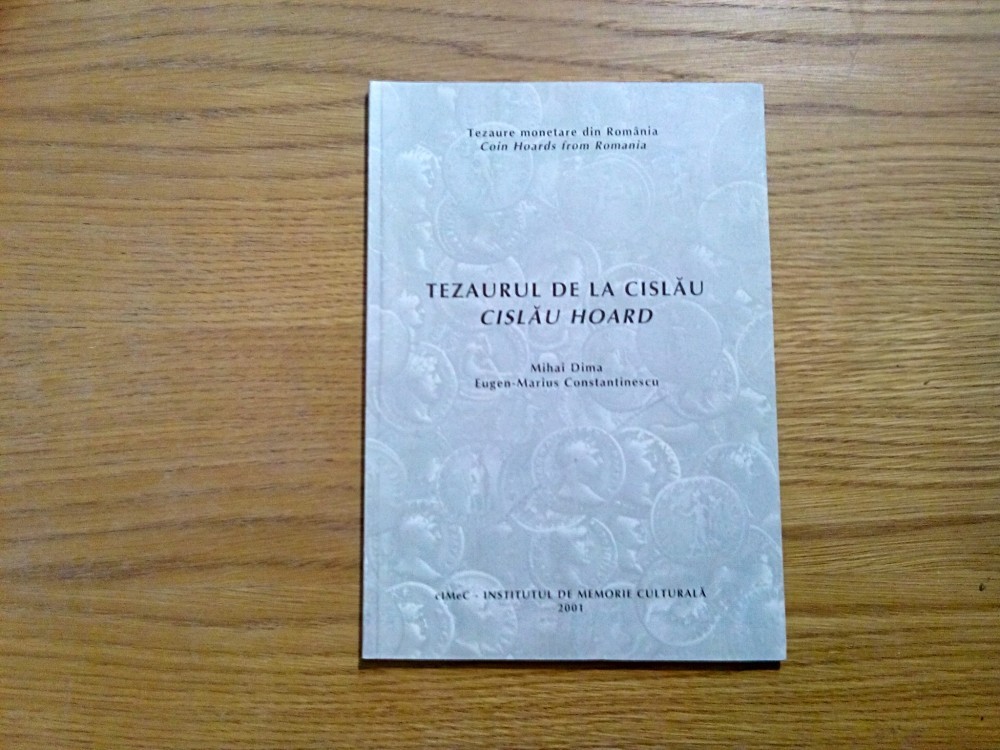 Tezaure monetare din România
Coin Hoards from Romania
TEZAURUL DE LA CISLĂU
CISLĂU HOARD
Mihai Dima
Eugen-Marius Constantinescu
cIMeC - INSTITUTUL DE MEMORIE CULTURALĂ
2001